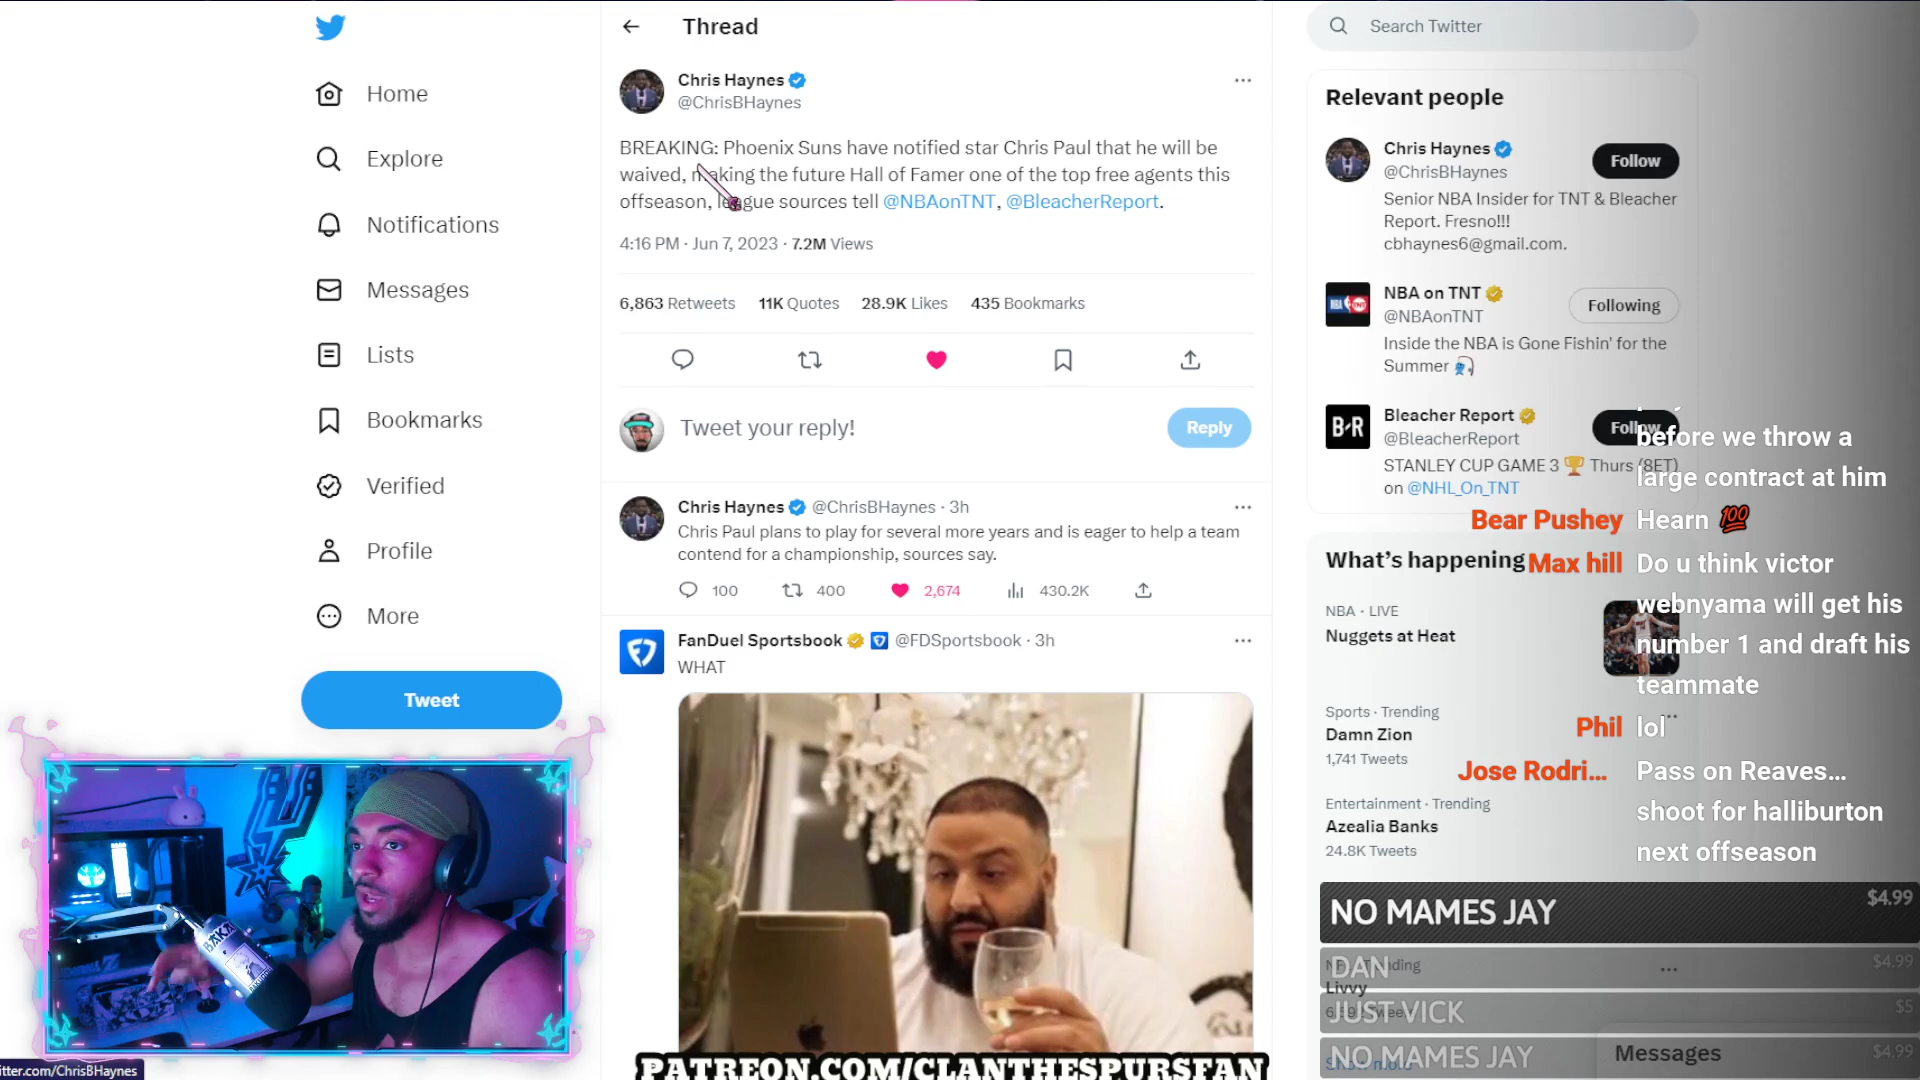 Home
Explore
Notifications
Messages
Lists
Bookmarks
Verified
Profile
More
Tweet
Thread
Chris Haynes
@ChrisBHaynes
BREAKING: Phoenix Suns have notified star Chris Paul that he will be
waived, making the future Hall of Famer one of the top free agents this
offseason, league sources tell @NBAonTNT, @BleacherReport.
4:16 PM · Jun 7, 2023 · 7.2M Views
6,863 Retweets 11K Quotes 28.9K Likes 435 Bookmarks
Tweet your reply!
Reply
Chris Haynes @ChrisBHaynes · 3h
Chris Paul plans to play for several more years and is eager to help a team
contend for a championship, sources say.
100 400 2,674 430.2K
FanDuel Sportsbook @FDSportsbook · 3h
WHAT
Search Twitter
Relevant people
Chris Haynes
@ChrisBHaynes
Follow
Senior NBA Insider for TNT & Bleacher
Report. Fresno!!!
cbhaynes6@gmail.com.
NBA on TNT
@NBAonTNT
Following
Inside the NBA is Gone Fishin' for the
Summer
B·R
Bleacher Report
@BleacherReport
Follow
STANLEY CUP GAME 3 🏆 Thurs (8ET)
on @NHL_On_TNT
What's happening
NBA · LIVE
Nuggets at Heat
Sports · Trending
Damn Zion
1,741 Tweets
Entertainment · Trending
Azealia Banks
24.8K Tweets
Livvy
Messages
before we throw a
large contract at him
Bear Pushey Hearn 💯
Max hill Do u think victor
webnyama will get his
number 1 and draft his
teammate
Phil lol
Jose Rodri... Pass on Reaves...
shoot for halliburton
next offseason
NO MAMES JAY $4.99
DAN $4.99
JUST VICK $5
NO MAMES JAY $4.99
PATREON.COM/CLANTHESPURSFAN
itter.com/ChrisBHaynes